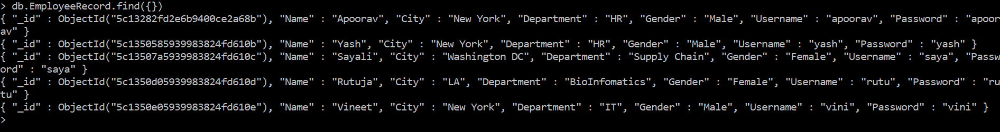 > db.EmployeeRecord.find({})
{ "_id" : ObjectId("5c13282fd2e6b9400ce2a68b"), "Name" : "Apoorav", "City" : "New York", "Department" : "HR", "Gender" : "Male", "Username" : "apoorav", "Password" : "apoor
av" }
{ "_id" : ObjectId("5c1350585939983824fd610b"), "Name" : "Yash", "City" : "New York", "Department" : "HR", "Gender" : "Male", "Username" : "yash", "Password" : "yash" }
{ "_id" : ObjectId("5c13507a5939983824fd610c"), "Name" : "Sayali", "City" : "Washington DC", "Department" : "Supply Chain", "Gender" : "Female", "Username" : "saya", "Passw
ord" : "saya" }
{ "_id" : ObjectId("5c1350d05939983824fd610d"), "Name" : "Rutuja", "City" : "LA", "Department" : "BioInfomatics", "Gender" : "Female", "Username" : "rutu", "Password" : "ru
tu" }
{ "_id" : ObjectId("5c1350e05939983824fd610e"), "Name" : "Vineet", "City" : "New York", "Department" : "IT", "Gender" : "Male", "Username" : "vini", "Password" : "vini" }
>